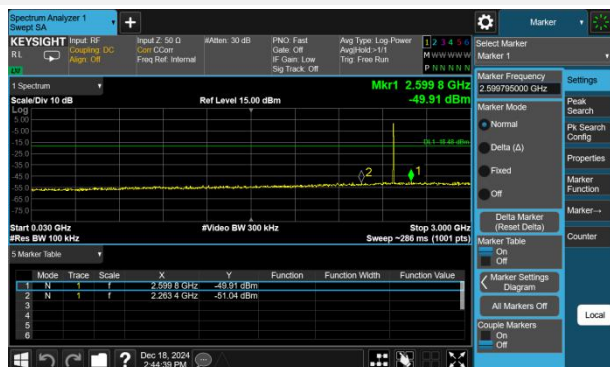 Spectrum Analyzer 1
Swept SA
Marker
KEYSIGHT Input: RF
RL Coupling: DC
Align: Off
Input Z: 50 Ω
Corr CCorr
Freq Ref: Internal
#Atten: 30 dB
PNO: Fast
Gate: Off
IF Gain: Low
Sig Track: Off
Avg Type: Log-Power
Avg|Hold:>1/1
Trig: Free Run
1 2 3 4 5 6
M W W W W W
P N N N N N
LV
Select Marker
Marker 1
1 Spectrum
Scale/Div 10 dB
Ref Level 15.00 dBm
Mkr1 2.599 8 GHz
-49.91 dBm
Log
5.00
-5.00
-15.0
-25.0
-35.0
-45.0
-55.0
-65.0
-75.0
DL1 -18.48 dBm
2
1
Start 0.030 GHz
#Res BW 100 kHz
#Video BW 300 kHz
Stop 3.000 GHz
Sweep ~286 ms (1001 pts)
5 Marker Table
Mode Trace Scale X Y Function Function Width Function Value
1 N 1 f 2.599 8 GHz -49.91 dBm
2 N 1 f 2.263 4 GHz -51.04 dBm
3
4
5
6
Marker Frequency
2.599795000 GHz
Marker Mode
Normal
Delta (Δ)
Fixed
Off
Delta Marker
(Reset Delta)
Marker Table
On
Off
Marker Settings
Diagram
All Markers Off
Couple Markers
On
Off
Settings
Peak
Search
Pk Search
Config
Properties
Marker
Function
Marker→
Counter
Local
? Dec 18, 2024
2:44:39 PM